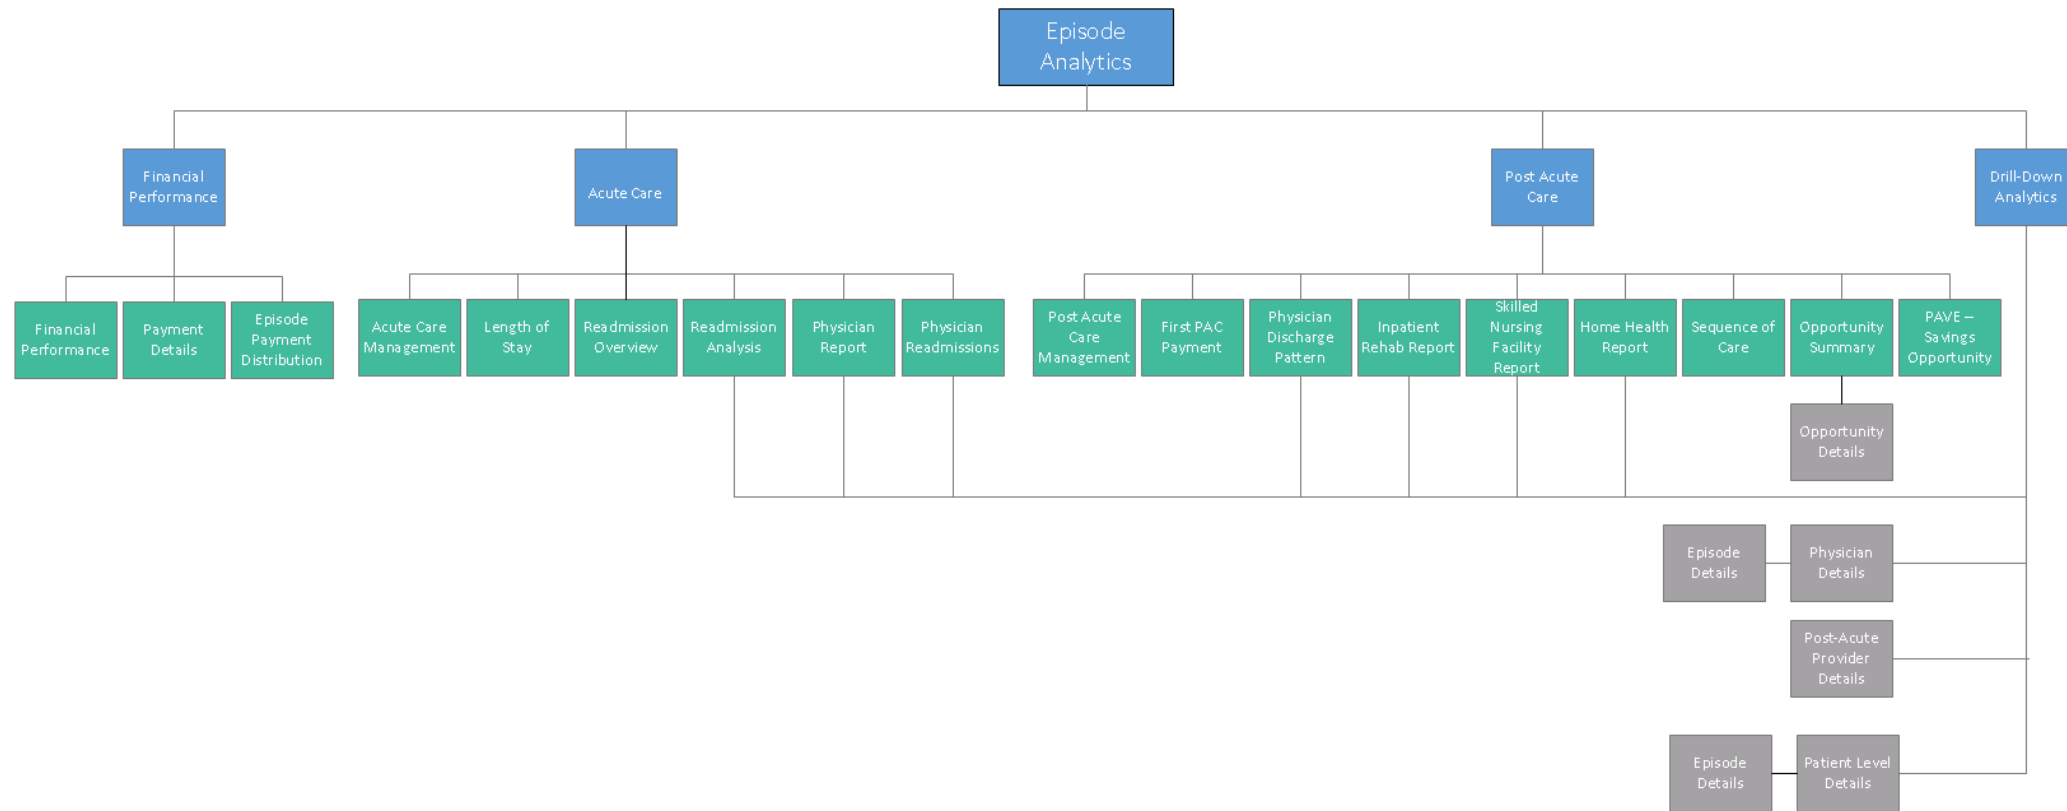 Episode
Analytics
Financial
Performance
Acute Care
Post Acute
Care
Drill-Down
Analytics
Financial
Performance
Payment
Details
Episode
Payment
Distribution
Acute Care
Management
Length of
Stay
Readmission
Overview
Readmission
Analysis
Physician
Report
Physician
Readmissions
Post Acute
Care
Management
First PAC
Payment
Physician
Discharge
Pattern
Inpatient
Rehab Report
Skilled
Nursing
Facility
Report
Home Health
Report
Sequence of
Care
Opportunity
Summary
PAVE –
Savings
Opportunity
Opportunity
Details
Episode
Details
Physician
Details
Post-Acute
Provider
Details
Episode
Details
Patient Level
Details